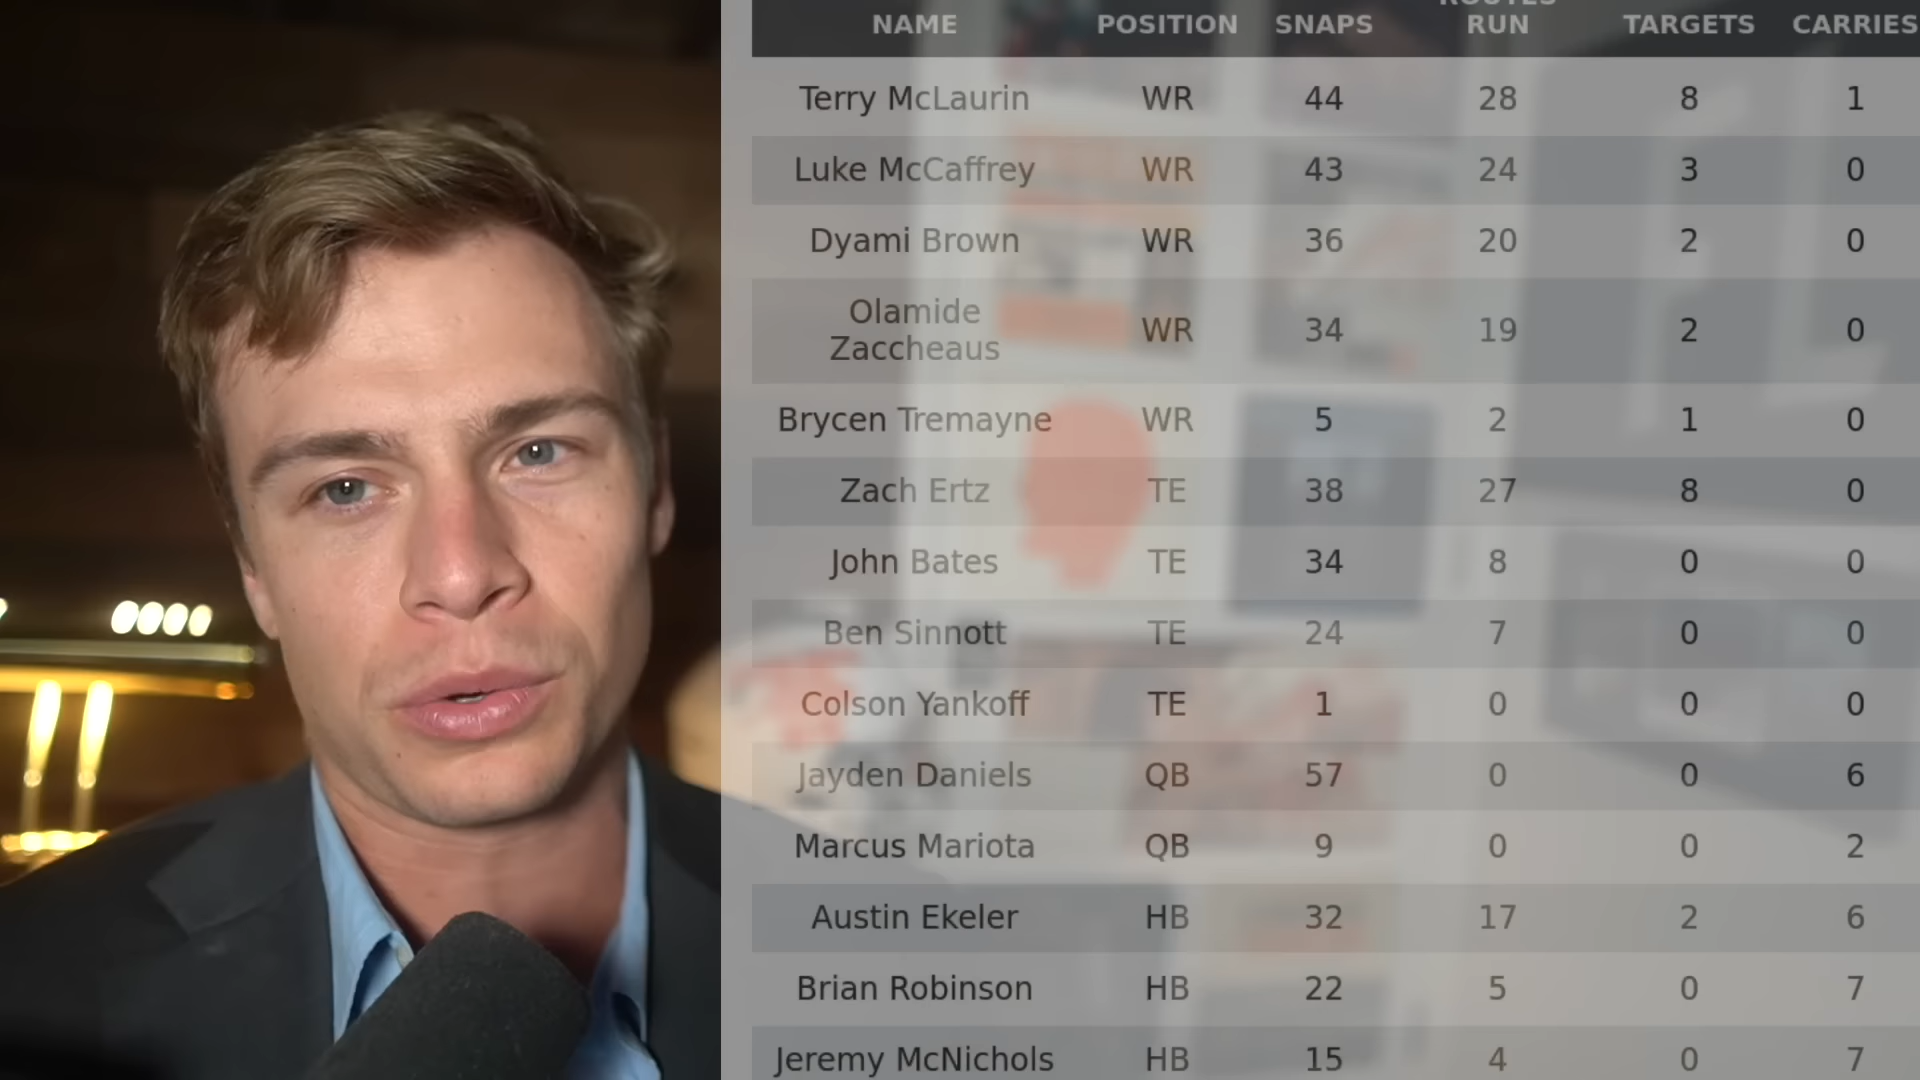 ROUTES
NAME POSITION SNAPS RUN TARGETS CARRIES
Terry McLaurin WR 44 28 8 1
Luke McCaffrey WR 43 24 3 0
Dyami Brown WR 36 20 2 0
Olamide
Zaccheaus WR 34 19 2 0
Brycen Tremayne WR 5 2 1 0
Zach Ertz TE 38 27 8 0
John Bates TE 34 8 0 0
Ben Sinnott TE 24 7 0 0
Colson Yankoff TE 1 0 0 0
Jayden Daniels QB 57 0 0 6
Marcus Mariota QB 9 0 0 2
Austin Ekeler HB 32 17 2 6
Brian Robinson HB 22 5 0 7
Jeremy McNichols HB 15 4 0 7